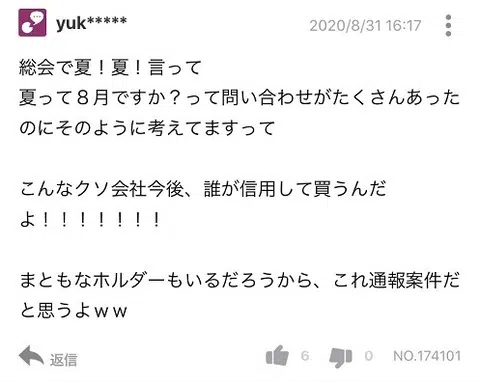 yuk*****
2020/8/31 16:17
総会で夏！夏！言って
夏って８月ですか？って問い合わせがたくさんあった
のにそのように考えてますって
こんなクソ会社今後、誰が信用して買うんだ
よ！！！！！！！
まともなホルダーもいるだろうから、これ通報案件だ
と思うよｗｗ
返信
6
0
NO.174101